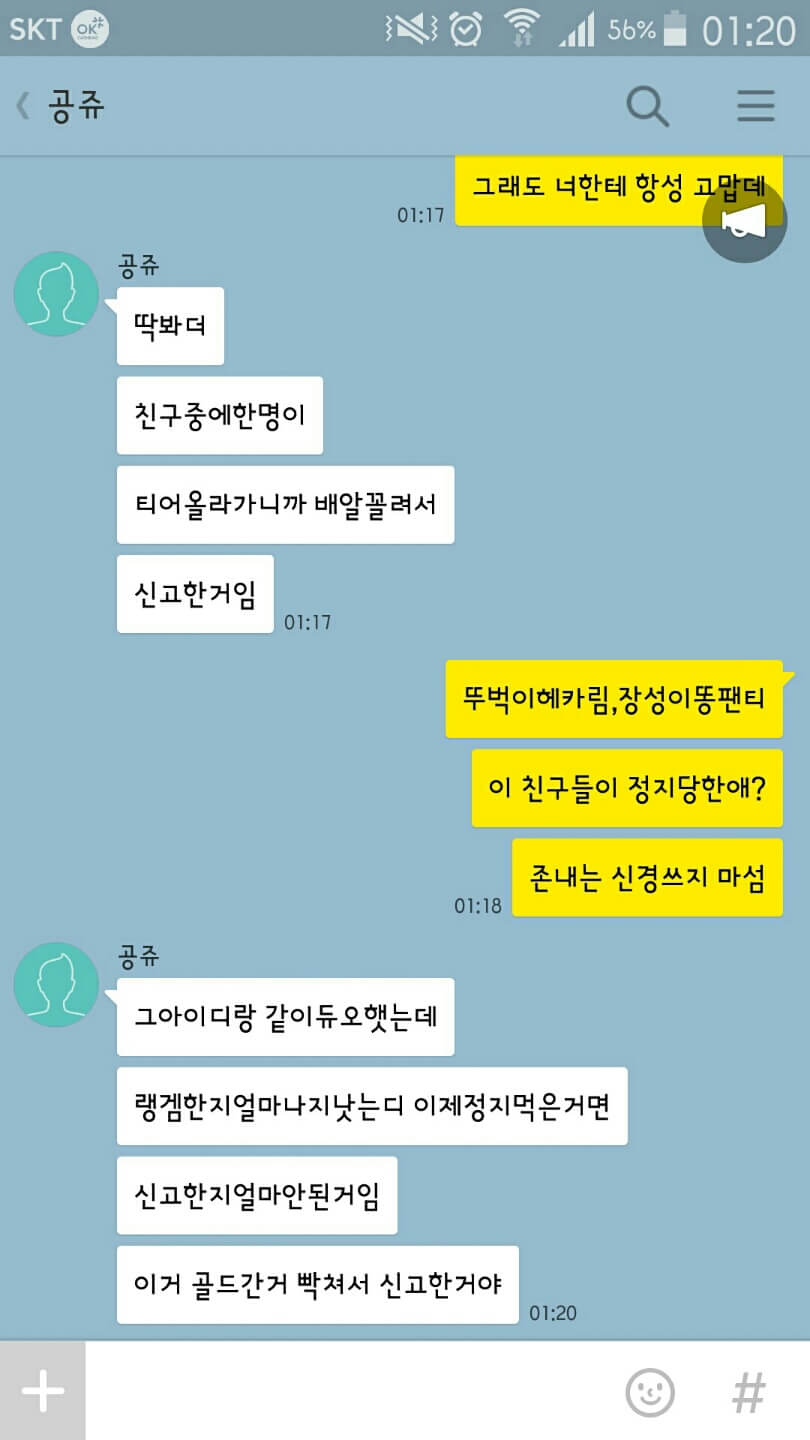 SKT OK 56% 01:20
공쥬
그래도 너한테 항성 고맙데
01:17
공쥬
딱봐뎌
친구중에한명이
티어올라가니까 배알꼴려서
신고한거임
01:17
뚜벅이헤카림,장성이똥팬티
이 친구들이 정지당한애?
존내는 신경쓰지 마섬
01:18
공쥬
그아이디랑 같이듀오햇는데
랭겜한지얼마나지낫는디 이제정지먹은거면
신고한지얼마안된거임
이거 골드간거 빡쳐서 신고한거야
01:20
#